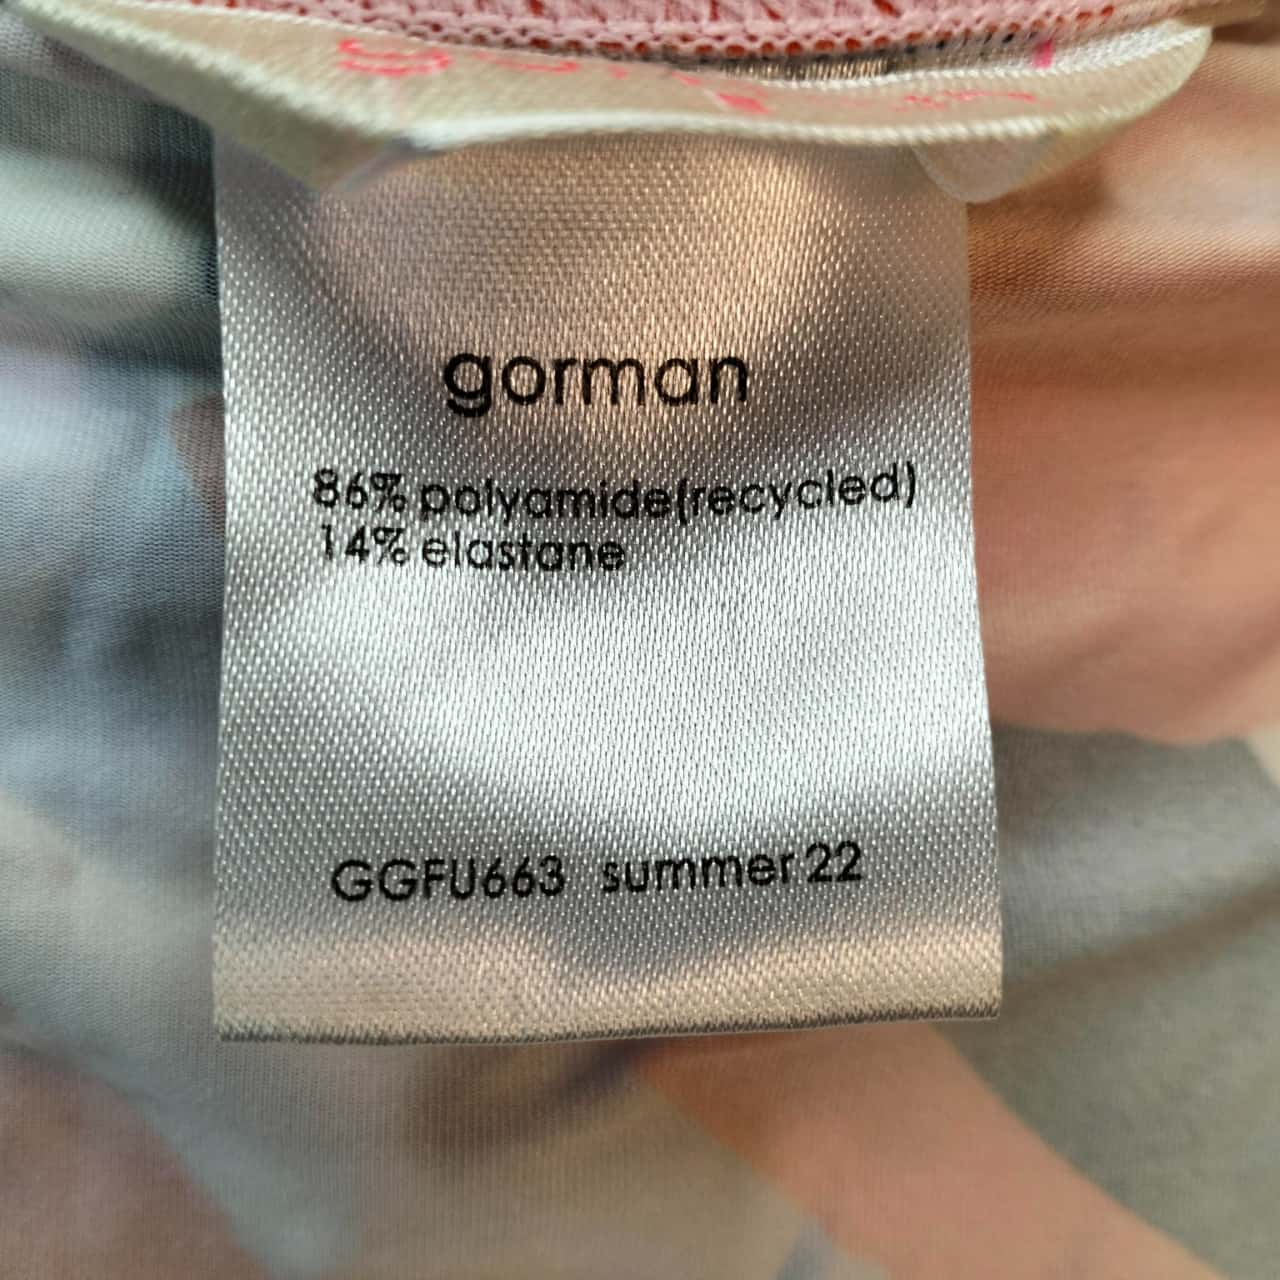 gorman
86% polyamide(recycled)
14% elastane
GGFU663 summer 22